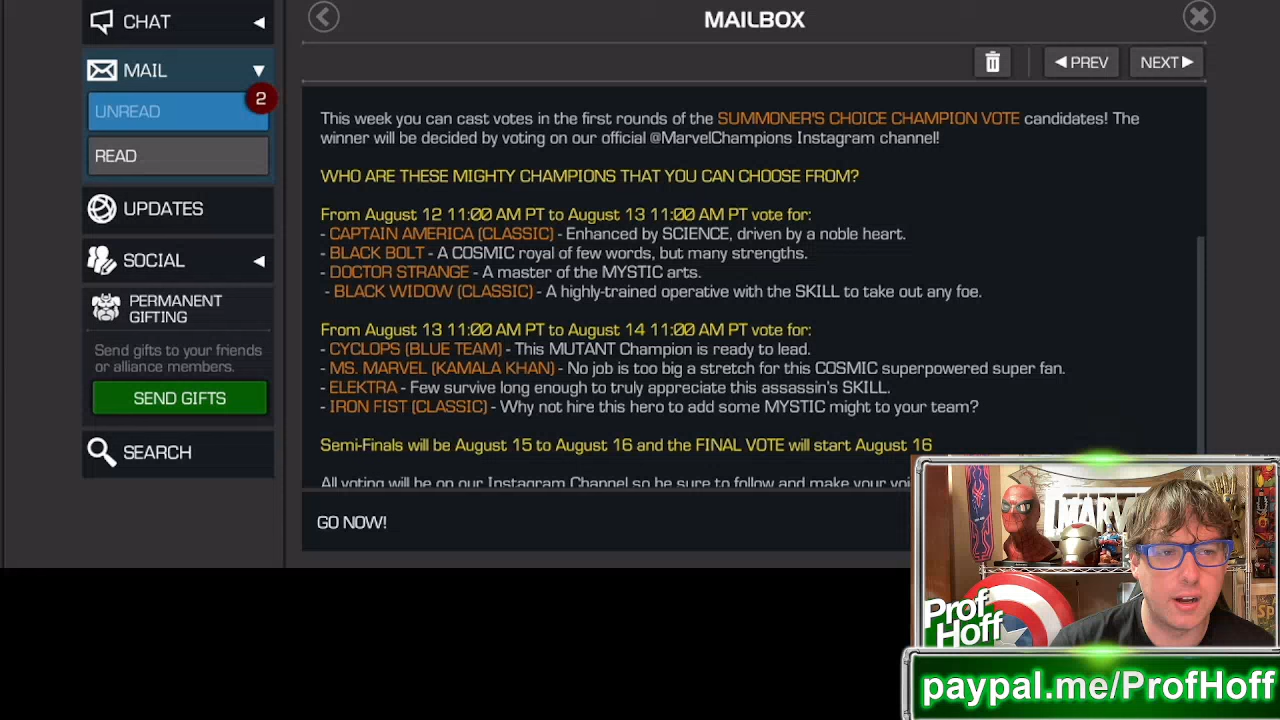 CHAT
MAIL
2
UNREAD
READ
UPDATES
SOCIAL
PERMANENT
GIFTING
Send gifts to your friends
or alliance members.
SEND GIFTS
SEARCH
MAILBOX
PREV
NEXT
This week you can cast votes in the first rounds of the SUMMONER'S CHOICE CHAMPION VOTE candidates! The
winner will be decided by voting on our official @MarvelChampions Instagram channel!
WHO ARE THESE MIGHTY CHAMPIONS THAT YOU CAN CHOOSE FROM?
From August 12 11:00 AM PT to August 13 11:00 AM PT vote for:
- CAPTAIN AMERICA (CLASSIC) - Enhanced by SCIENCE, driven by a noble heart.
- BLACK BOLT - A COSMIC royal of few words, but many strengths.
- DOCTOR STRANGE - A master of the MYSTIC arts.
- BLACK WIDOW (CLASSIC) - A highly-trained operative with the SKILL to take out any foe.
From August 13 11:00 AM PT to August 14 11:00 AM PT vote for:
- CYCLOPS (BLUE TEAM) - This MUTANT Champion is ready to lead.
- MS. MARVEL (KAMALA KHAN) - No job is too big a stretch for this COSMIC superpowered super fan.
- ELEKTRA - Few survive long enough to truly appreciate this assassin's SKILL.
- IRON FIST (CLASSIC) - Why not hire this hero to add some MYSTIC might to your team?
Semi-Finals will be August 15 to August 16 and the FINAL VOTE will start August 16
All voting will be on our Instagram Channel so be sure to follow and make your voi
GO NOW!
MARV
Prof
Hoff
paypal.me/ProfHoff